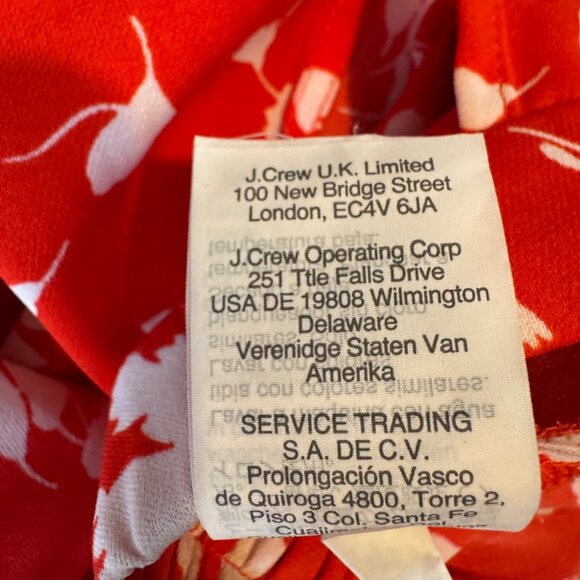 J.Crew U.K. Limited
100 New Bridge Street
London, EC4V 6JA
J.Crew Operating Corp
251 Ttle Falls Drive
USA DE 19808 Wilmington
Delaware
Verenidge Staten Van
Amerika
SERVICE TRADING
S.A. DE C.V.
Prolongación Vasco
de Quiroga 4800, Torre 2,
Piso 3 Col. Santa Fe